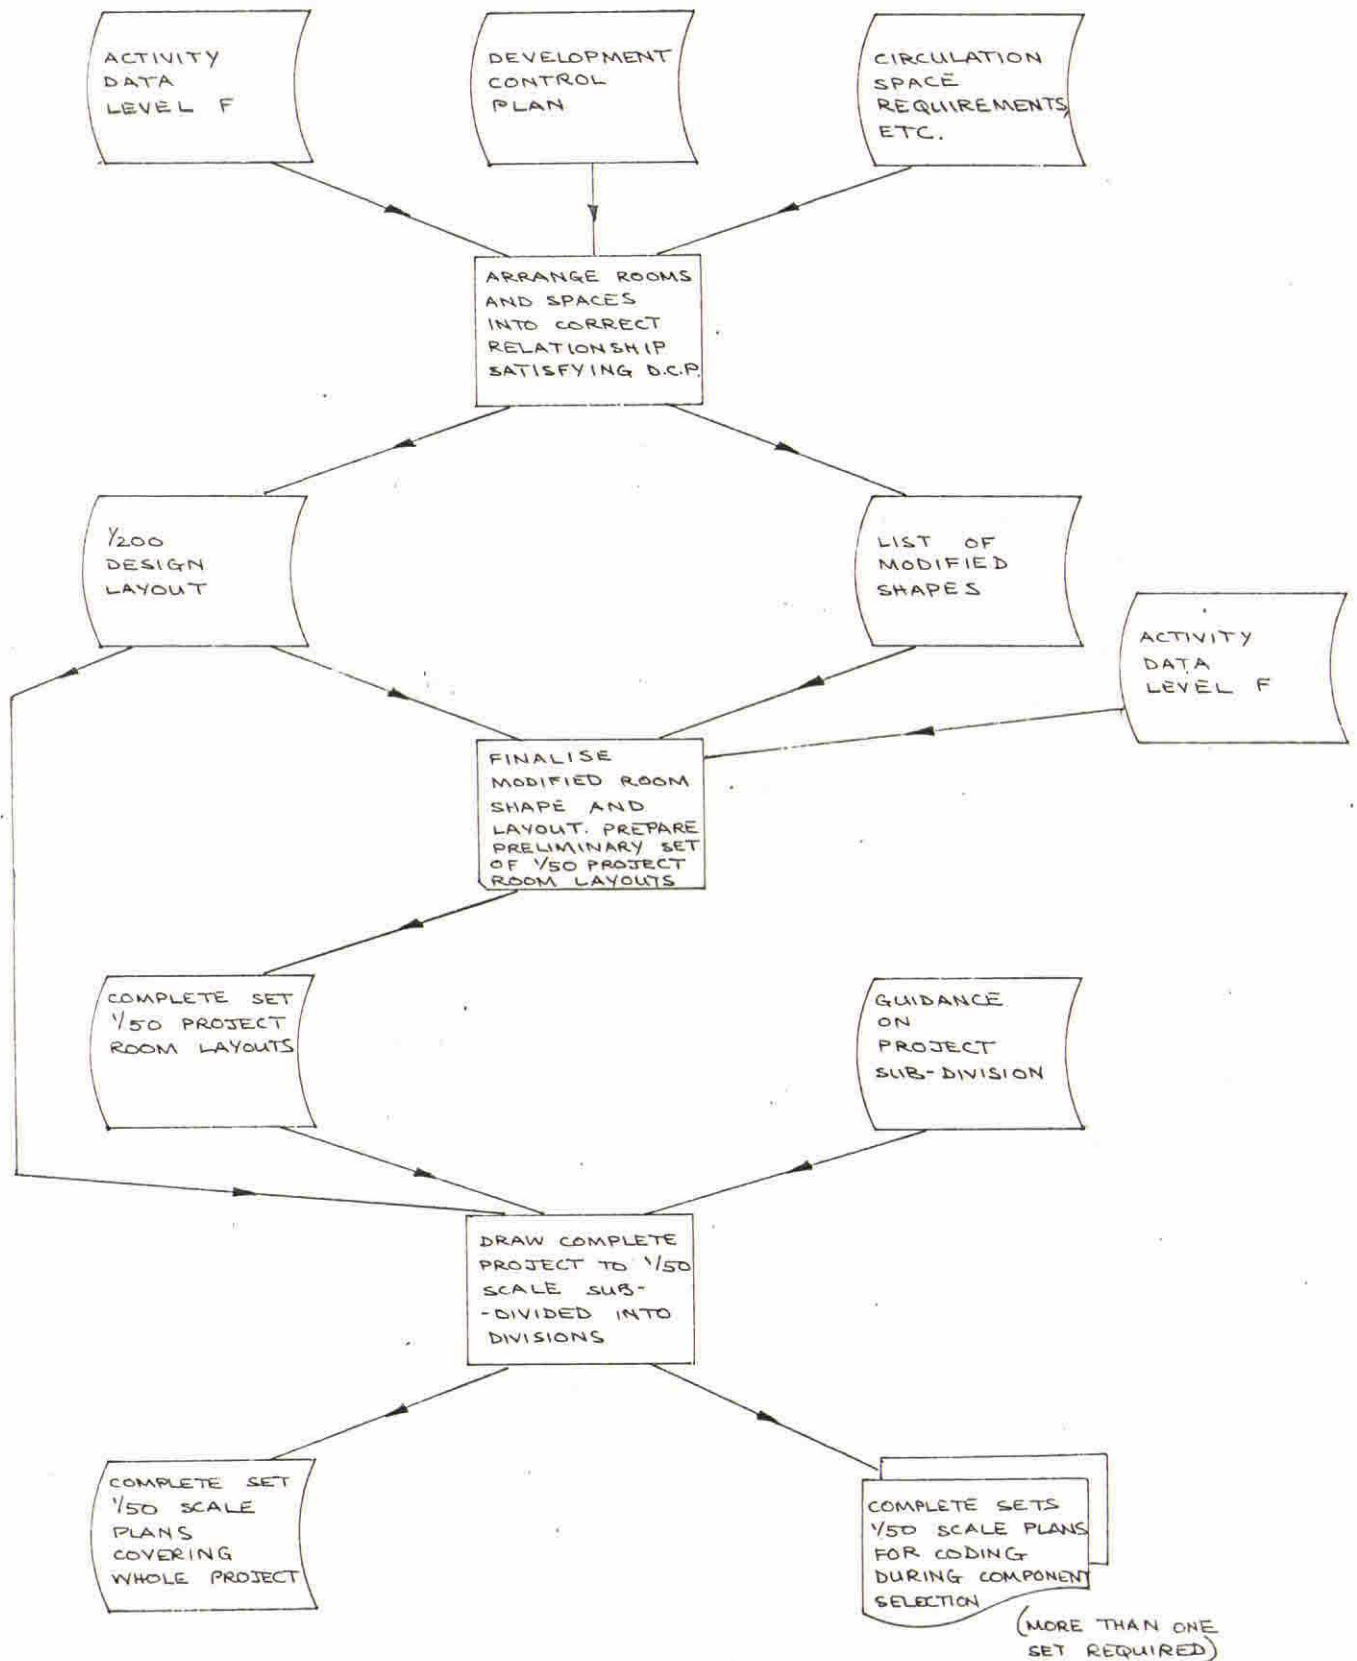 ACTIVITY
DATA
LEVEL F
DEVELOPMENT
CONTROL
PLAN
CIRCULATION
SPACE
REQUIREMENTS,
ETC.
ARRANGE ROOMS
AND SPACES
INTO CORRECT
RELATIONSHIP
SATISFYING D.C.P.
1/200
DESIGN
LAYOUT
LIST OF
MODIFIED
SHAPES
ACTIVITY
DATA
LEVEL F
FINALISE
MODIFIED ROOM
SHAPE AND
LAYOUT. PREPARE
PRELIMINARY SET
OF 1/50 PROJECT
ROOM LAYOUTS
COMPLETE SET
1/50 PROJECT
ROOM LAYOUTS
GUIDANCE
ON
PROJECT
SUB-DIVISION
DRAW COMPLETE
PROJECT TO 1/50
SCALE SUB-
-DIVIDED INTO
DIVISIONS
COMPLETE SET
1/50 SCALE
PLANS
COVERING
WHOLE PROJECT
COMPLETE SETS
1/50 SCALE PLANS
FOR CODING
DURING COMPONENT
SELECTION
(MORE THAN ONE
SET REQUIRED)